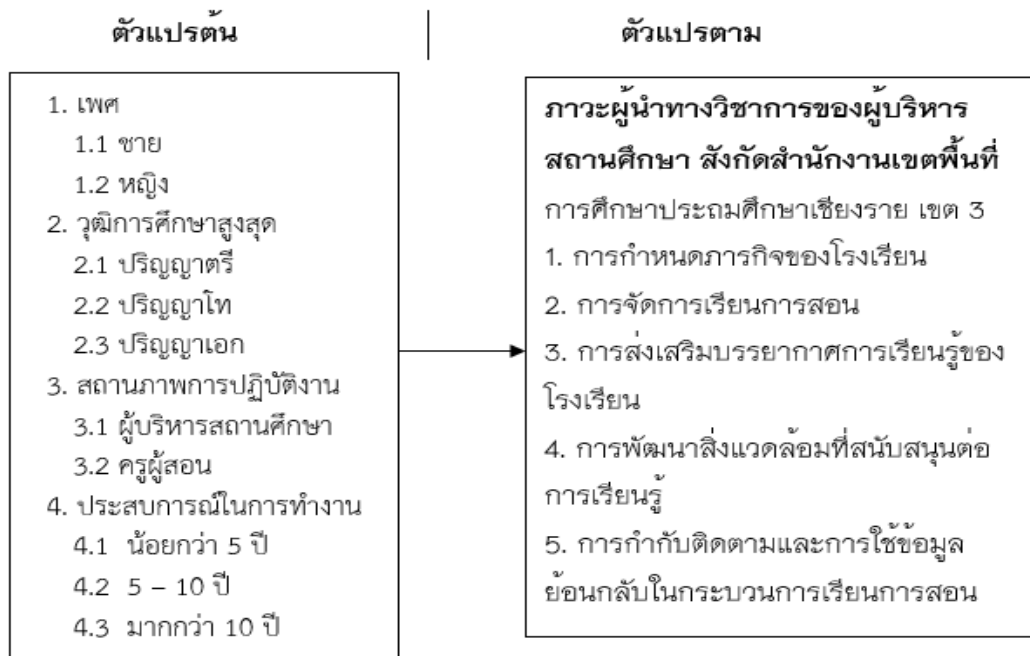 ตัวแปรต้น
ตัวแปรตาม
1. เพศ
1.1 ชาย
1.2 หญิง
2. วุฒิการศึกษาสูงสุด
2.1 ปริญญาตรี
2.2 ปริญญาโท
2.3 ปริญญาเอก
3. สถานภาพการปฏิบัติงาน
3.1 ผู้บริหารสถานศึกษา
3.2 ครูผู้สอน
4. ประสบการณ์ในการทำงาน
4.1 น้อยกว่า 5 ปี
4.2 5 – 10 ปี
4.3 มากกว่า 10 ปี
ภาวะผู้นำทางวิชาการของผู้บริหาร
สถานศึกษา สังกัดสำนักงานเขตพื้นที่
การศึกษาประถมศึกษาเชียงราย เขต 3
1. การกำหนดภารกิจของโรงเรียน
2. การจัดการเรียนการสอน
3. การส่งเสริมบรรยากาศการเรียนรู้ของ
โรงเรียน
4. การพัฒนาสิ่งแวดล้อมที่สนับสนุนต่อ
การเรียนรู้
5. การกำกับติดตามและการใช้ข้อมูล
ย้อนกลับในกระบวนการเรียนการสอน